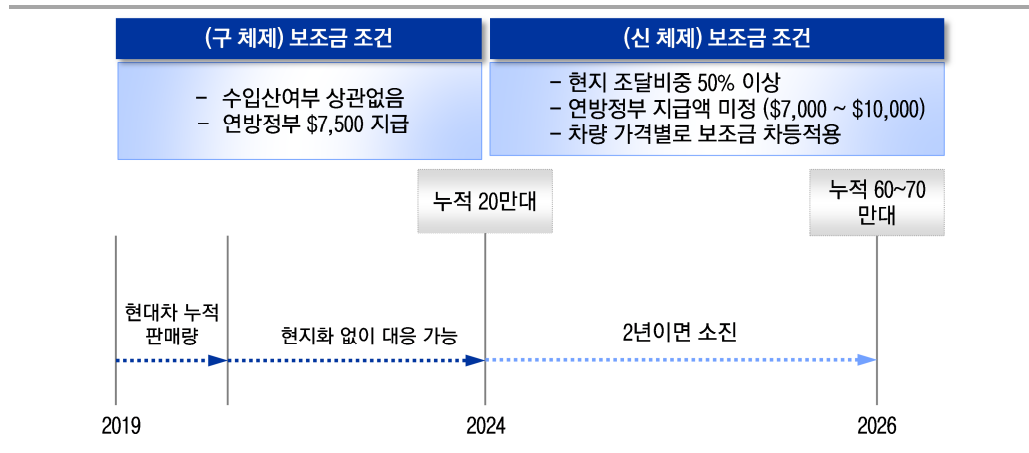 (구 체제) 보조금 조건
- 수입산여부 상관없음
- 연방정부 $7,500 지급
(신 체제) 보조금 조건
- 현지 조달비중 50% 이상
- 연방정부 지급액 미정 ($7,000 ~ $10,000)
- 차량 가격별로 보조금 차등적용
누적 20만대
누적 60~70
만대
현대차 누적
판매량
현지화 없이 대응 가능
2년이면 소진
2019
2024
2026